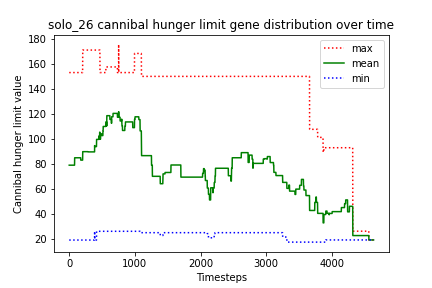 solo_26 cannibal hunger limit gene distribution over time
Cannibal hunger limit value
180
160
140
120
100
80
60
40
20
max
mean
min
0
1000
2000
3000
4000
Timesteps